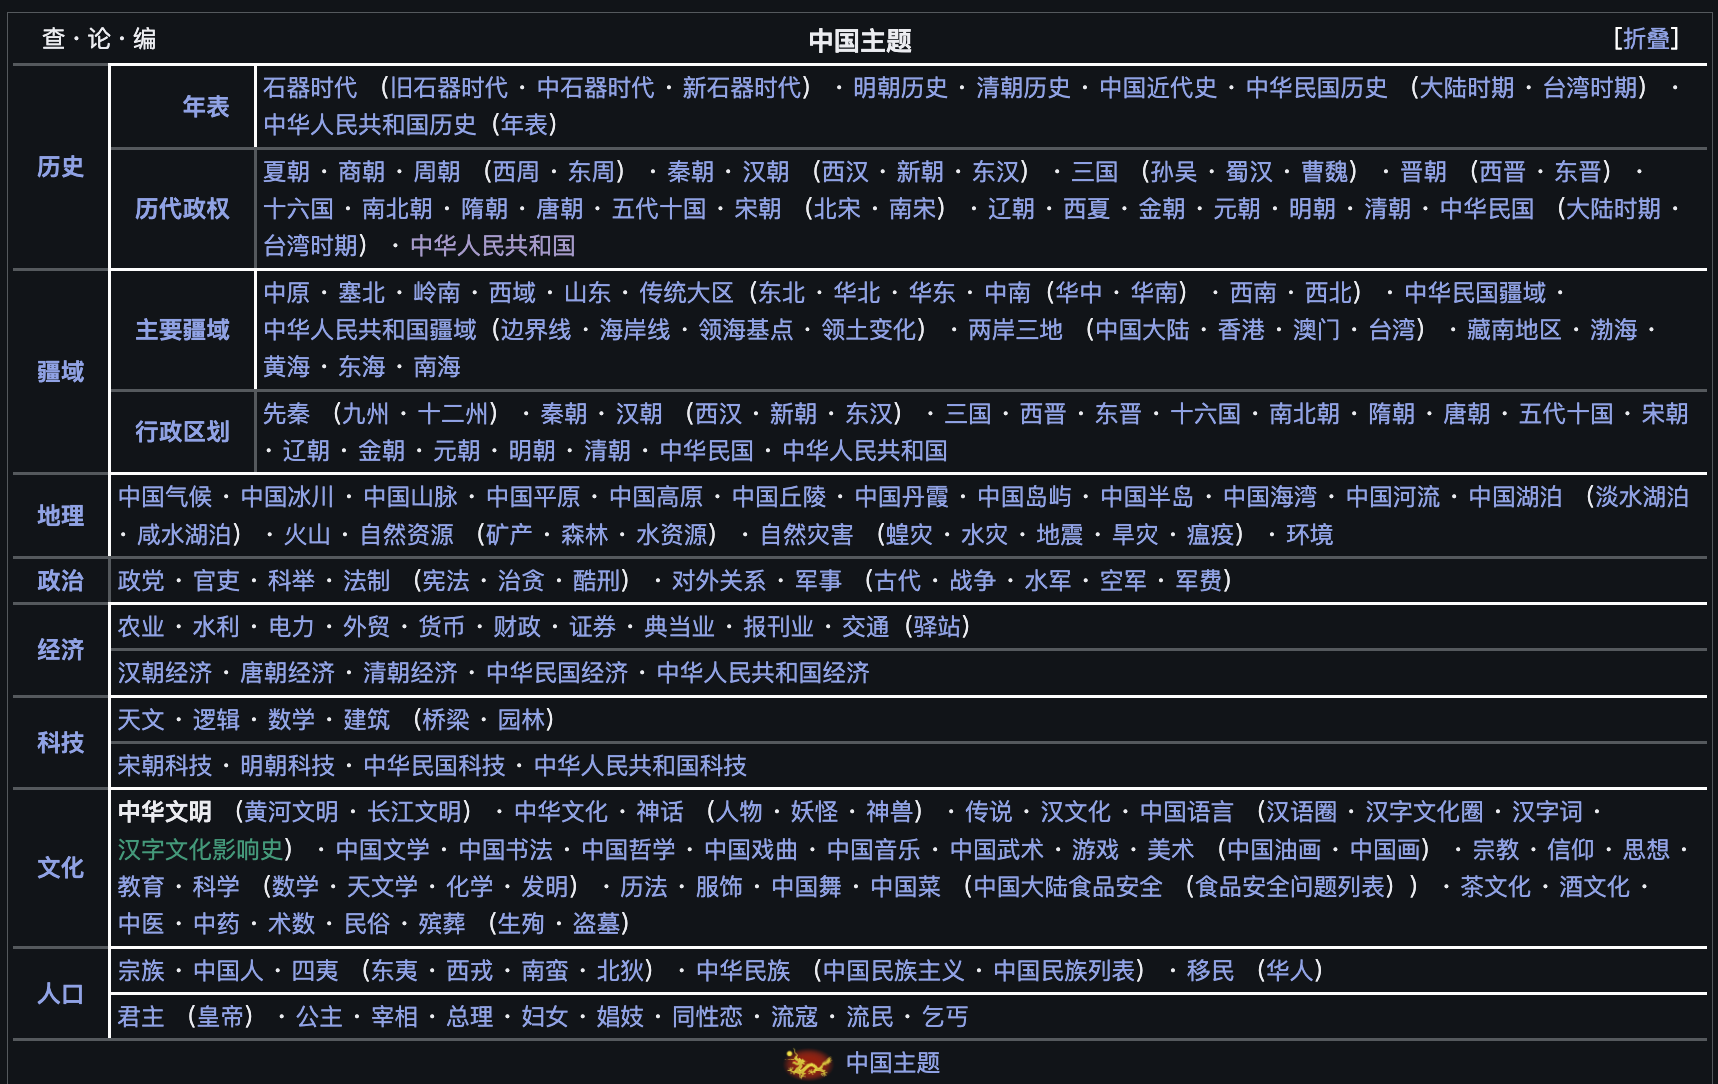 查·论·编
中国主题
[折叠]
历史
年表
石器时代 （旧石器时代 · 中石器时代 · 新石器时代） · 明朝历史 · 清朝历史 · 中国近代史 · 中华民国历史 （大陆时期 · 台湾时期） ·
中华人民共和国历史（年表）
历代政权
夏朝 · 商朝 · 周朝 （西周 · 东周） · 秦朝 · 汉朝 （西汉 · 新朝 · 东汉） · 三国 （孙吴 · 蜀汉 · 曹魏） · 晋朝 （西晋 · 东晋） ·
十六国 · 南北朝 · 隋朝 · 唐朝 · 五代十国 · 宋朝 （北宋 · 南宋） · 辽朝 · 西夏 · 金朝 · 元朝 · 明朝 · 清朝 · 中华民国 （大陆时期 ·
台湾时期） · 中华人民共和国
疆域
主要疆域
中原 · 塞北 · 岭南 · 西域 · 山东 · 传统大区（东北 · 华北 · 华东 · 中南（华中 · 华南） · 西南 · 西北） · 中华民国疆域 ·
中华人民共和国疆域（边界线 · 海岸线 · 领海基点 · 领土变化） · 两岸三地 （中国大陆 · 香港 · 澳门 · 台湾） · 藏南地区 · 渤海 ·
黄海 · 东海 · 南海
行政区划
先秦 （九州 · 十二州） · 秦朝 · 汉朝 （西汉 · 新朝 · 东汉） · 三国 · 西晋 · 东晋 · 十六国 · 南北朝 · 隋朝 · 唐朝 · 五代十国 · 宋朝
· 辽朝 · 金朝 · 元朝 · 明朝 · 清朝 · 中华民国 · 中华人民共和国
地理
中国气候 · 中国冰川 · 中国山脉 · 中国平原 · 中国高原 · 中国丘陵 · 中国丹霞 · 中国岛屿 · 中国半岛 · 中国海湾 · 中国河流 · 中国湖泊 （淡水湖泊
· 咸水湖泊） · 火山 · 自然资源 （矿产 · 森林 · 水资源） · 自然灾害 （蝗灾 · 水灾 · 地震 · 旱灾 · 瘟疫） · 环境
政治
政党 · 官吏 · 科举 · 法制 （宪法 · 治贪 · 酷刑） · 对外关系 · 军事 （古代 · 战争 · 水军 · 空军 · 军费）
经济
农业 · 水利 · 电力 · 外贸 · 货币 · 财政 · 证券 · 典当业 · 报刊业 · 交通（驿站）
汉朝经济 · 唐朝经济 · 清朝经济 · 中华民国经济 · 中华人民共和国经济
科技
天文 · 逻辑 · 数学 · 建筑 （桥梁 · 园林）
宋朝科技 · 明朝科技 · 中华民国科技 · 中华人民共和国科技
文化
中华文明 （黄河文明 · 长江文明） · 中华文化 · 神话 （人物 · 妖怪 · 神兽） · 传说 · 汉文化 · 中国语言 （汉语圈 · 汉字文化圈 · 汉字词 ·
汉字文化影响史） · 中国文学 · 中国书法 · 中国哲学 · 中国戏曲 · 中国音乐 · 中国武术 · 游戏 · 美术 （中国油画 · 中国画） · 宗教 · 信仰 · 思想 ·
教育 · 科学 （数学 · 天文学 · 化学 · 发明） · 历法 · 服饰 · 中国舞 · 中国菜 （中国大陆食品安全 （食品安全问题列表）） · 茶文化 · 酒文化 ·
中医 · 中药 · 术数 · 民俗 · 殡葬 （生殉 · 盗墓）
人口
宗族 · 中国人 · 四夷 （东夷 · 西戎 · 南蛮 · 北狄） · 中华民族 （中国民族主义 · 中国民族列表） · 移民 （华人）
君主 （皇帝） · 公主 · 宰相 · 总理 · 妇女 · 娼妓 · 同性恋 · 流寇 · 流民 · 乞丐
中国主题